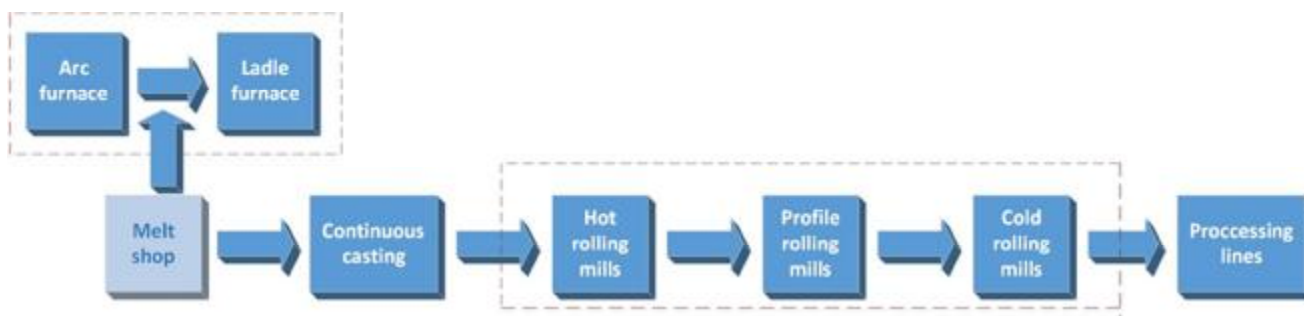 Arc
furnace
Ladle
furnace
Melt
shop
Continuous
casting
Hot
rolling
mills
Profile
rolling
mills
Cold
rolling
mills
Proccessing
lines